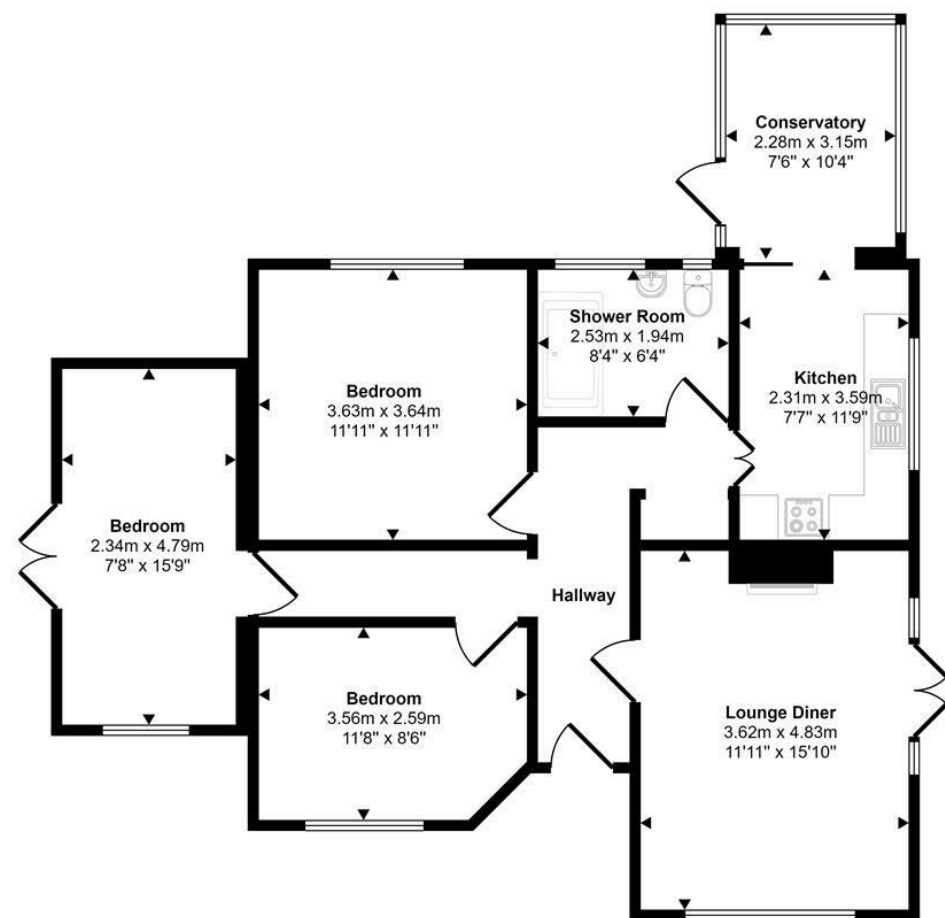 Conservatory
2.28m x 3.15m
7'6" x 10'4"
Shower Room
2.53m x 1.94m
8'4" x 6'4"
Bedroom
3.63m x 3.64m
11'11" x 11'11"
Kitchen
2.31m x 3.59m
7'7" x 11'9"
Bedroom
2.34m x 4.79m
7'8" x 15'9"
Hallway
Bedroom
3.56m x 2.59m
11'8" x 8'6"
Lounge Diner
3.62m x 4.83m
11'11" x 15'10"